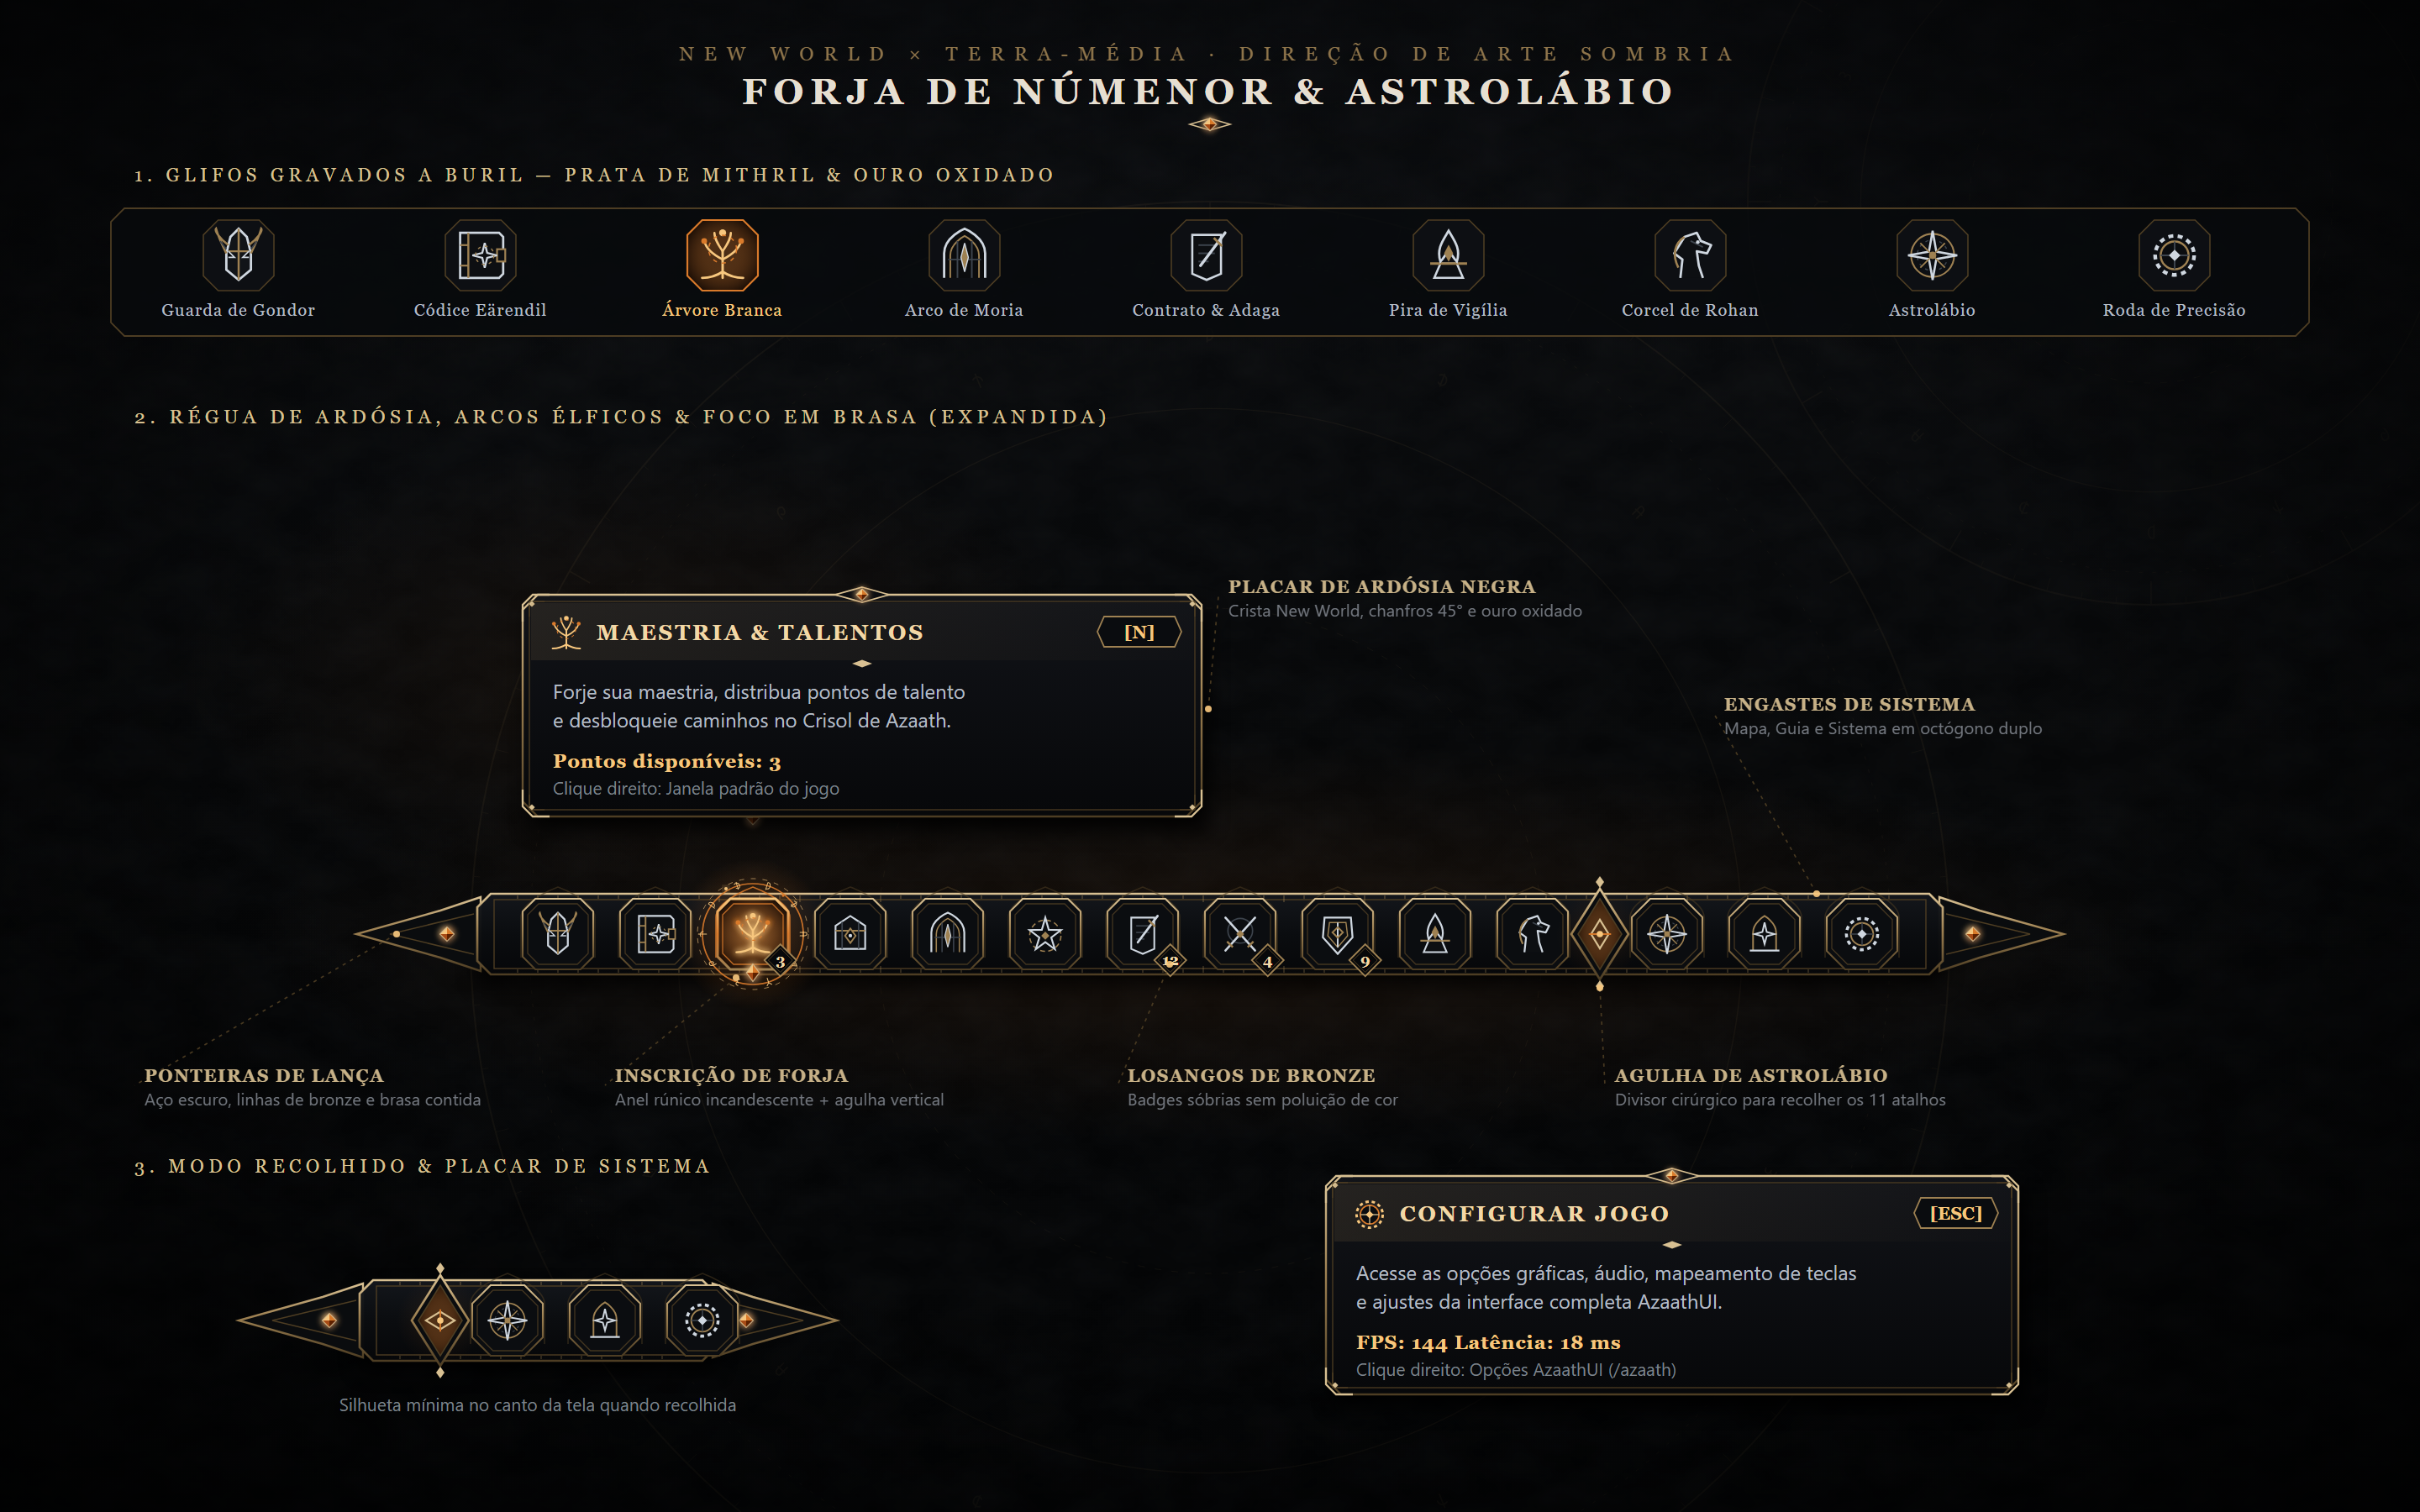 NEW WORLD × TERRA-MÉDIA · DIREÇÃO DE ARTE SOMBRIA
FORJA DE NÚMENOR & ASTROLÁBIO
1. GLIFOS GRAVADOS A BURIL — PRATA DE MITHRIL & OURO OXIDADO
Guarda de Gondor
Códice Eärendil
Árvore Branca
Arco de Moria
Contrato & Adaga
Pira de Vigília
Corcel de Rohan
Astrolábio
Roda de Precisão
2. RÉGUA DE ARDÓSIA, ARCOS ÉLFICOS & FOCO EM BRASA (EXPANDIDA)
PLACAR DE ARDÓSIA NEGRA
Crista New World, chanfros 45° e ouro oxidado
MAESTRIA & TALENTOS
[N]
Forje sua maestria, distribua pontos de talento
e desbloqueie caminhos no Crisol de Azaath.
Pontos disponíveis: 3
Clique direito: Janela padrão do jogo
ENGASTES DE SISTEMA
Mapa, Guia e Sistema em octógono duplo
3
4
9
PONTEIRAS DE LANÇA
Aço escuro, linhas de bronze e brasa contida
INSCRIÇÃO DE FORJA
Anel rúnico incandescente + agulha vertical
LOSANGOS DE BRONZE
Badges sóbrias sem poluição de cor
AGULHA DE ASTROLÁBIO
Divisor cirúrgico para recolher os 11 atalhos
3. MODO RECOLHIDO & PLACAR DE SISTEMA
CONFIGURAR JOGO
[ESC]
Acesse as opções gráficas, áudio, mapeamento de teclas
e ajustes da interface completa AzaathUI.
FPS: 144 Latência: 18 ms
Clique direito: Opções AzaathUI (/azaath)
Silhueta mínima no canto da tela quando recolhida